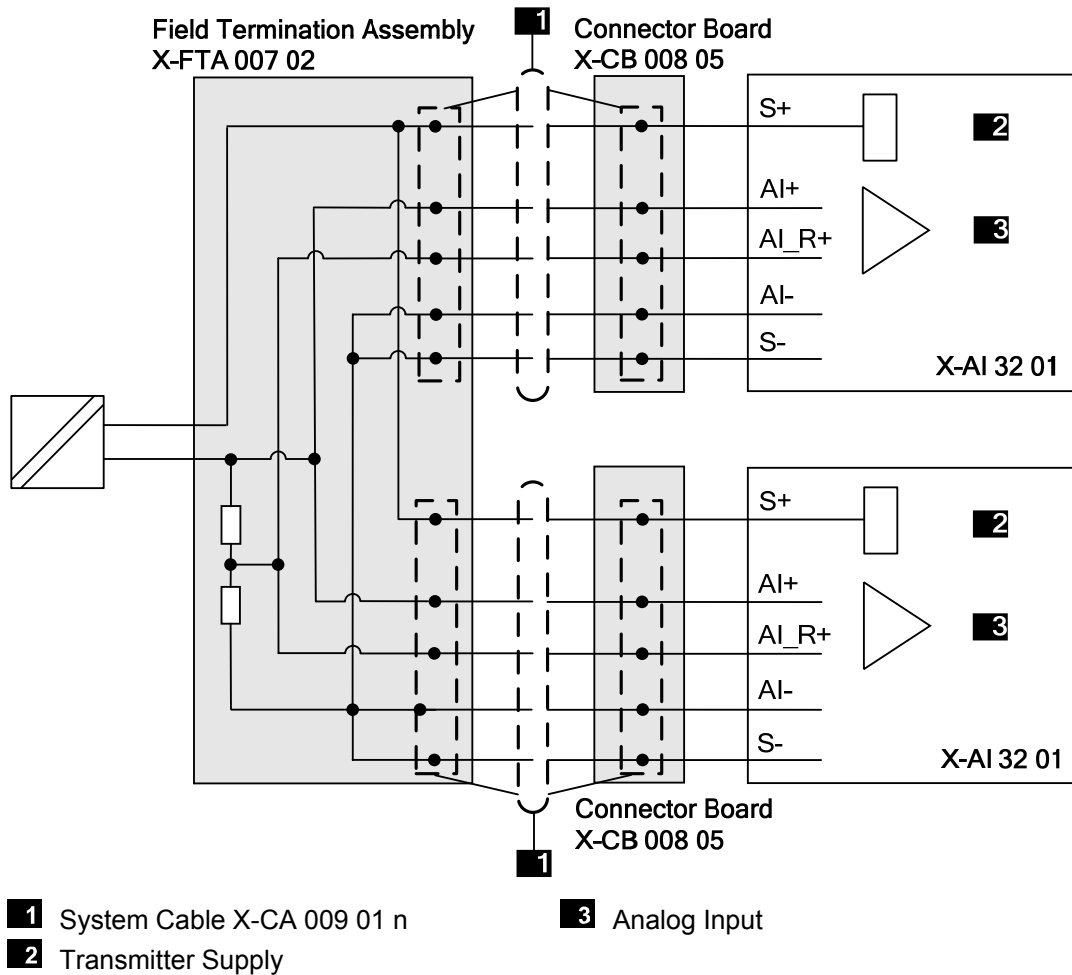 Field Termination Assembly
X-FTA 007 02
1
Connector Board
X-CB 008 05
S+
2
AI+
3
AI_R+
AI-
S-
X-AI 32 01
S+
2
AI+
3
AI_R+
AI-
S-
X-AI 32 01
Connector Board
X-CB 008 05
1
1 System Cable X-CA 009 01 n
3 Analog Input
2 Transmitter Supply